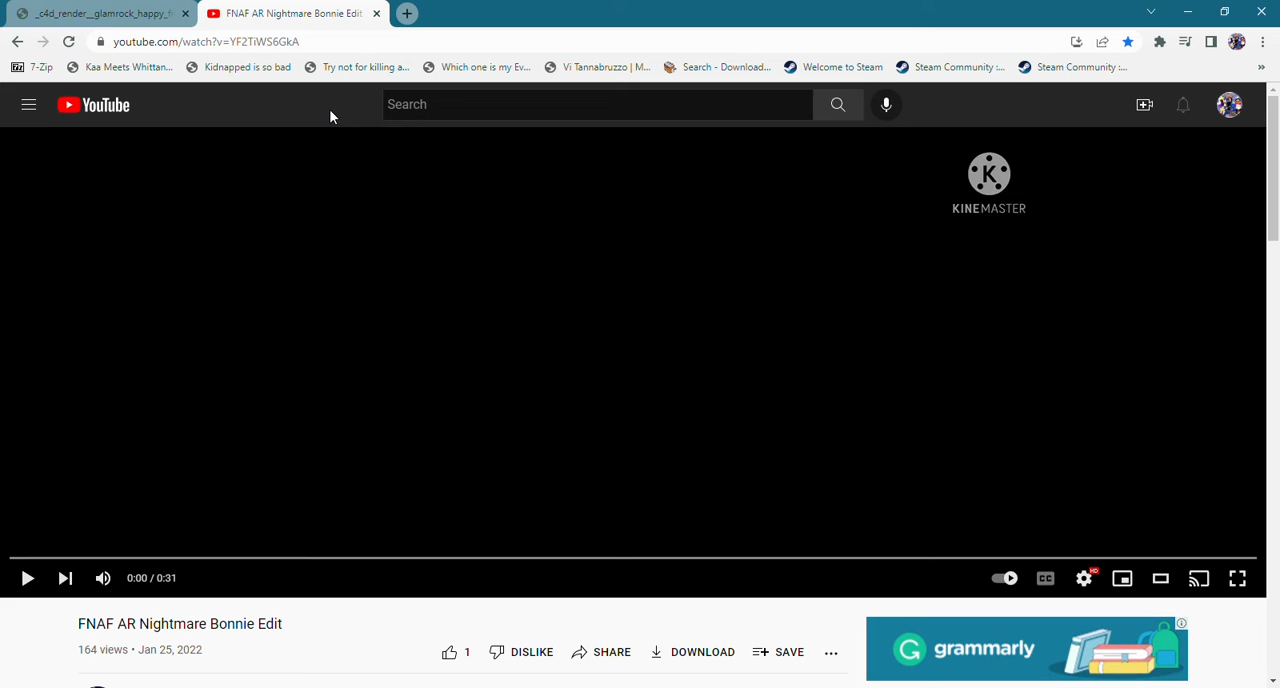 _c4d_render__glamrock_happy_f
FNAF AR Nightmare Bonnie Edit
youtube.com/watch?v=YF2TiWS6GkA
7-Zip
Kaa Meets Whittan...
Kidnapped is so bad
Try not for killing a...
Which one is my Ev...
Vi Tannabruzzo | M...
Search - Download...
Welcome to Steam
Steam Community :...
Steam Community :...
»
YouTube
Search
K
KINEMASTER
0:00 / 0:31
CC
HD
FNAF AR Nightmare Bonnie Edit
164 views • Jan 25, 2022
1
DISLIKE
SHARE
DOWNLOAD
SAVE
G grammarly